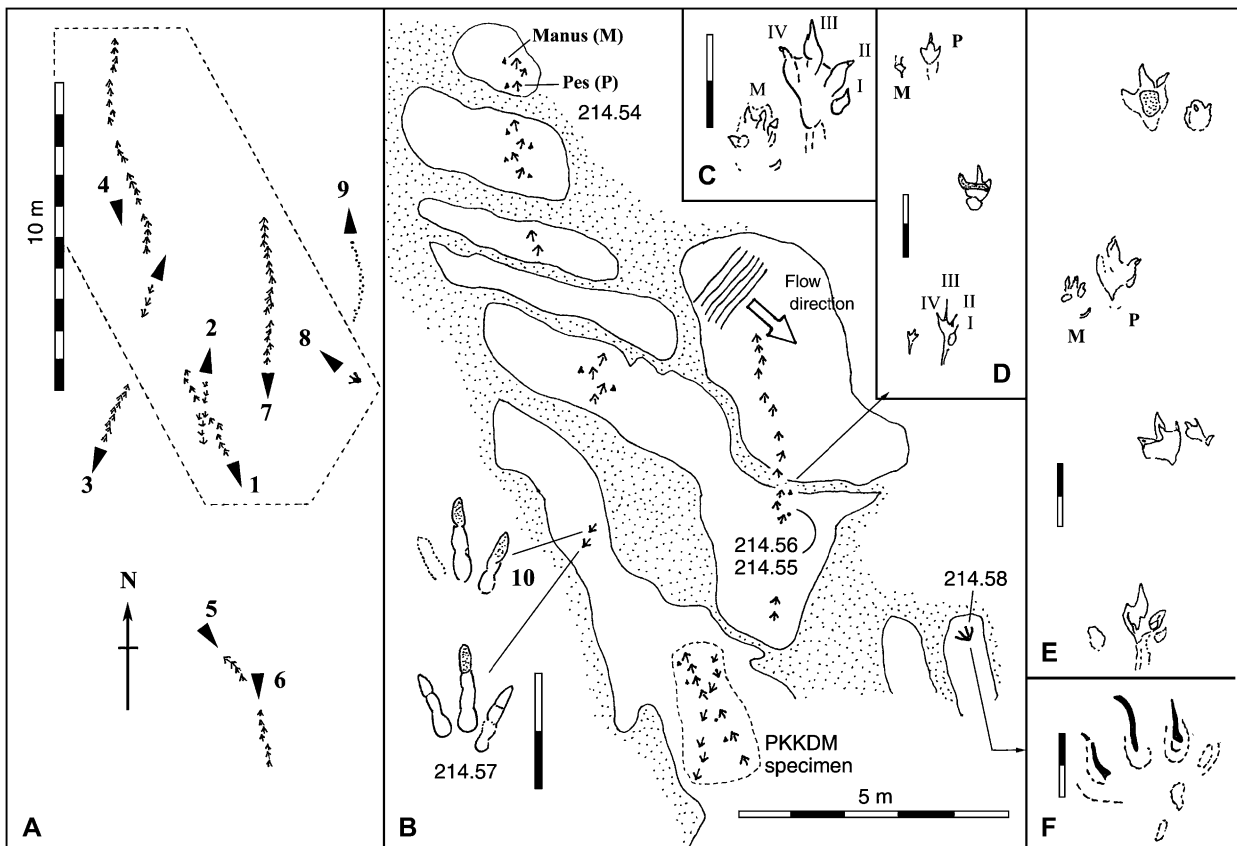 10 m
4
9
2
8
7
3
1
N
5
6
A
Manus (M)
Pes (P)
214.54
Flow
direction
214.56
214.55
10
214.57
214.58
PKKDM
specimen
5 m
B
IV
III
II
I
M
C
P
M
III
IV
II
I
D
M
P
E
F